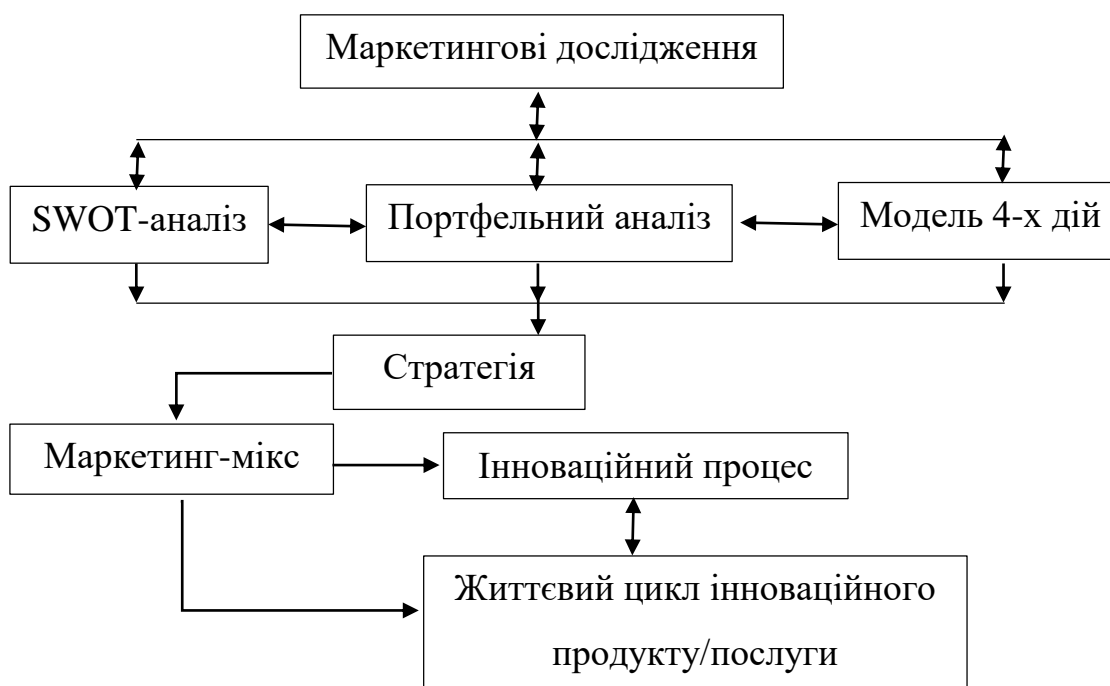 Маркетингові дослідження
SWOT-аналіз
Портфельний аналіз
Модель 4-х дій
Стратегія
Маркетинг-мікс
Інноваційний процес
Життєвий цикл інноваційного
продукту/послуги